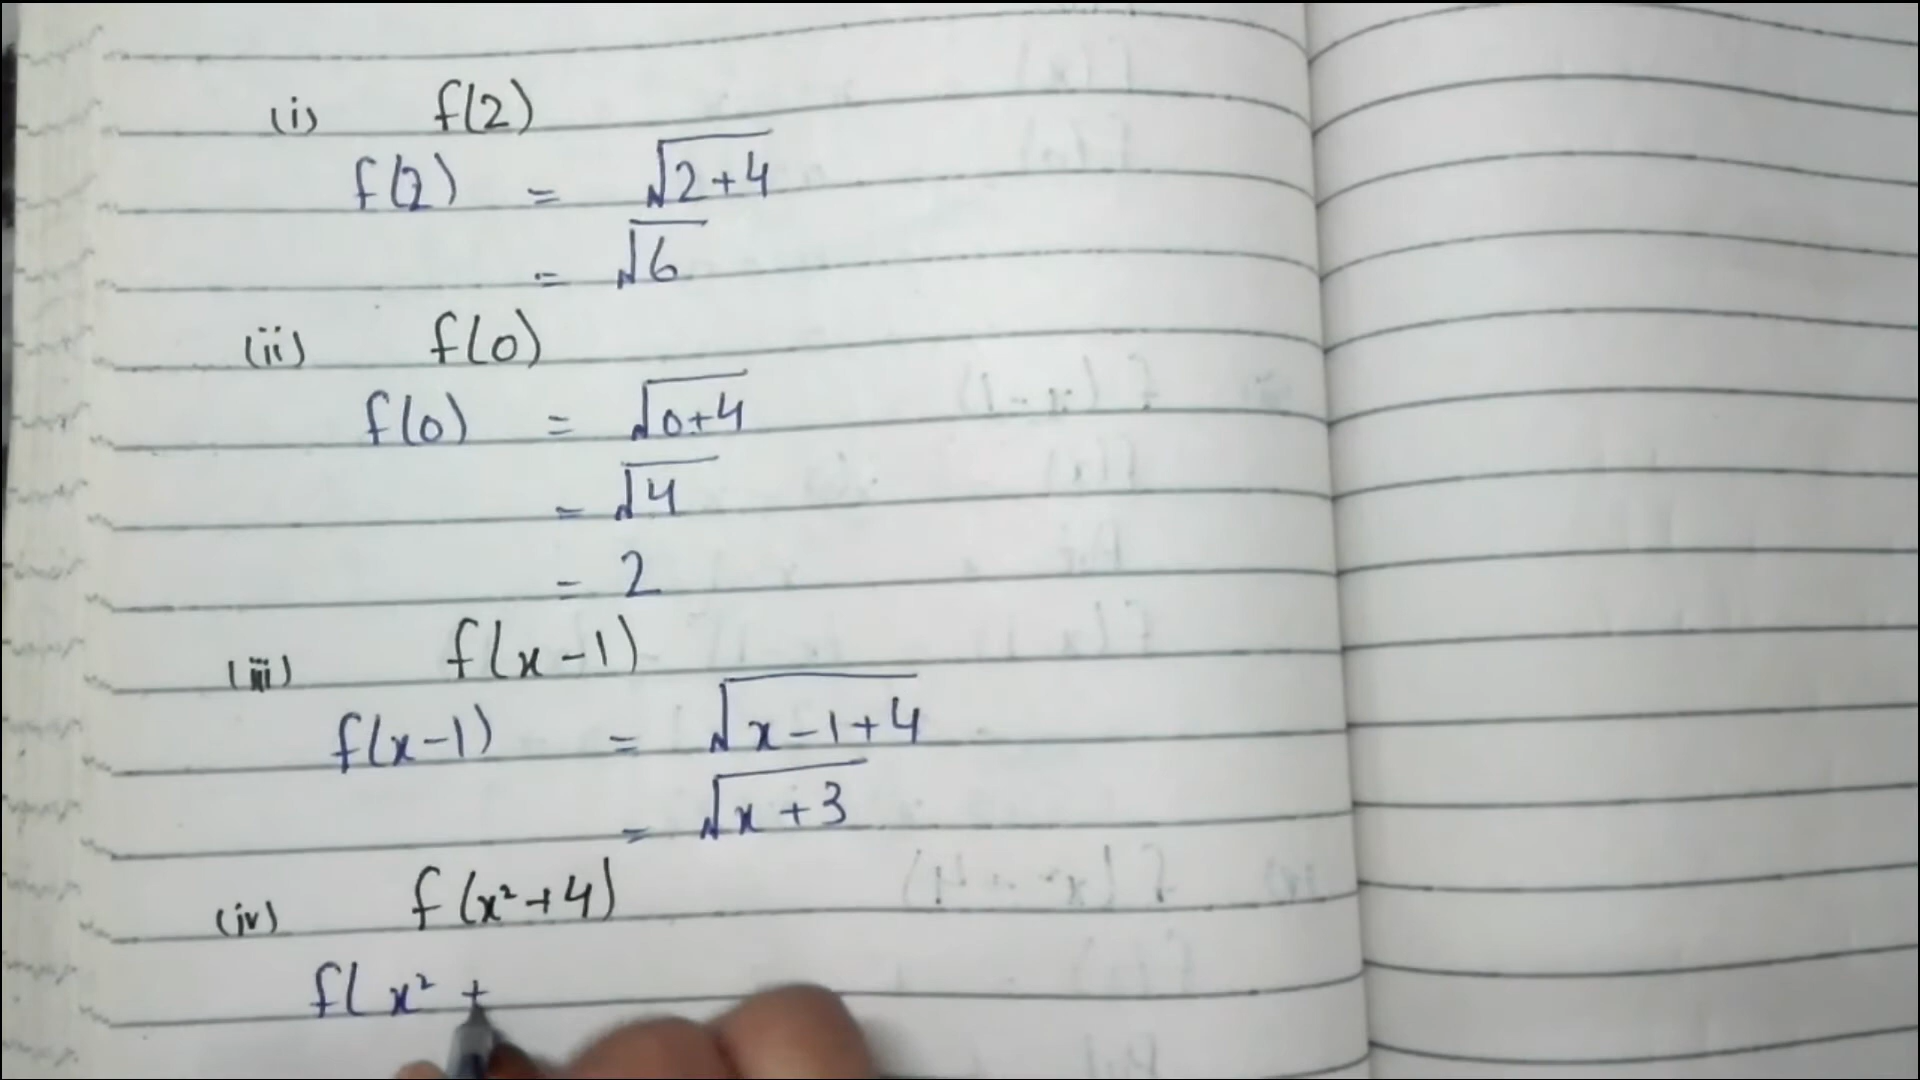 (i) f(2)
f(2) = √2+4
= √6
(ii) f(0)
f(0) = √0+4
= √4
= 2
(iii) f(x-1)
f(x-1) = √x-1+4
= √x+3
(iv) f(x²+4)
f(x² +